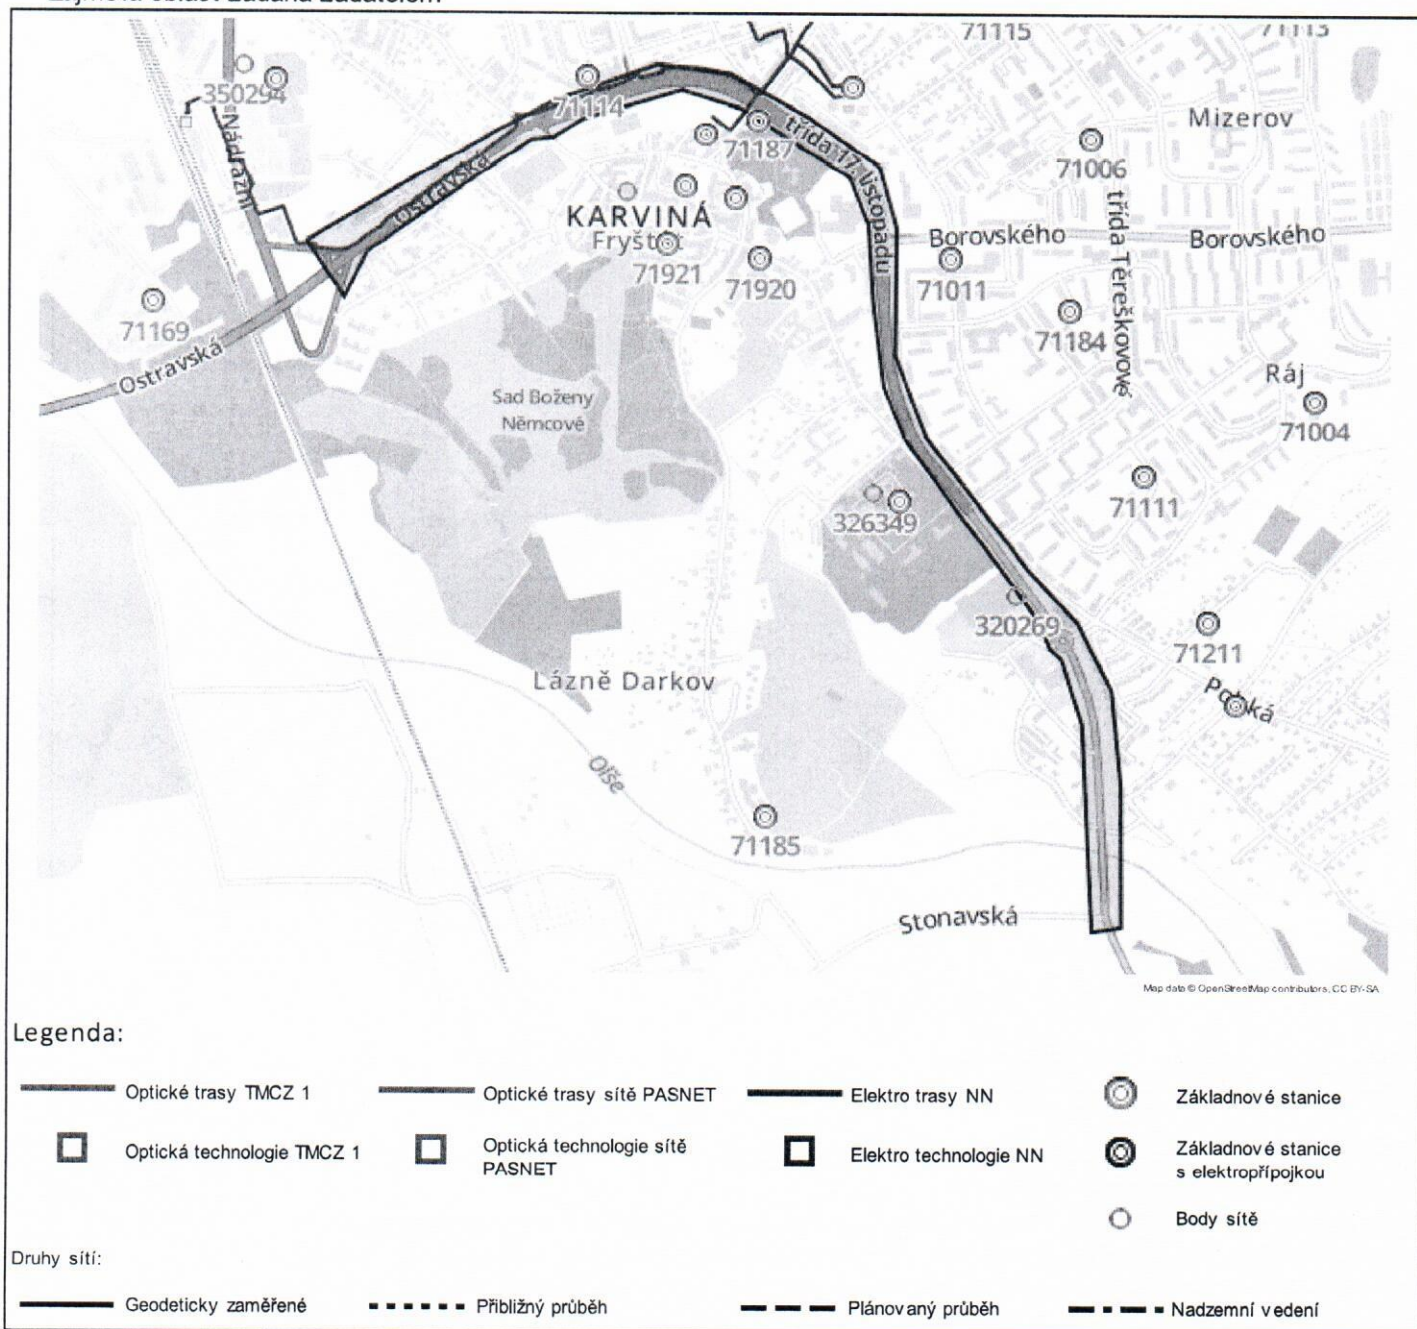 71115
71113
350294
71114
Mizerov
Nádražní
71187
třída 17. listopadu
71006
Ostravská
KARVINÁ
Fryštát
71921
71920
Borovského
Borovského
71011
třída Těreškovové
71184
71169
Ostravská
Ráj
71004
Sad Boženy
Němcové
71111
326349
320269
71211
Lázně Darkov
Olše
71185
Stonavská
Map data © OpenStreetMap contributors, CC BY-SA
Legenda:
Optické trasy TMCZ 1
Optické trasy sítě PASNET
Elektro trasy NN
Základnové stanice
Optická technologie TMCZ 1
Optická technologie sítě
PASNET
Elektro technologie NN
Základnové stanice
s elektropřípojkou
Body sítě
Druhy sítí:
Geodeticky zaměřené
Přibližný průběh
Plánovaný průběh
Nadzemní vedení